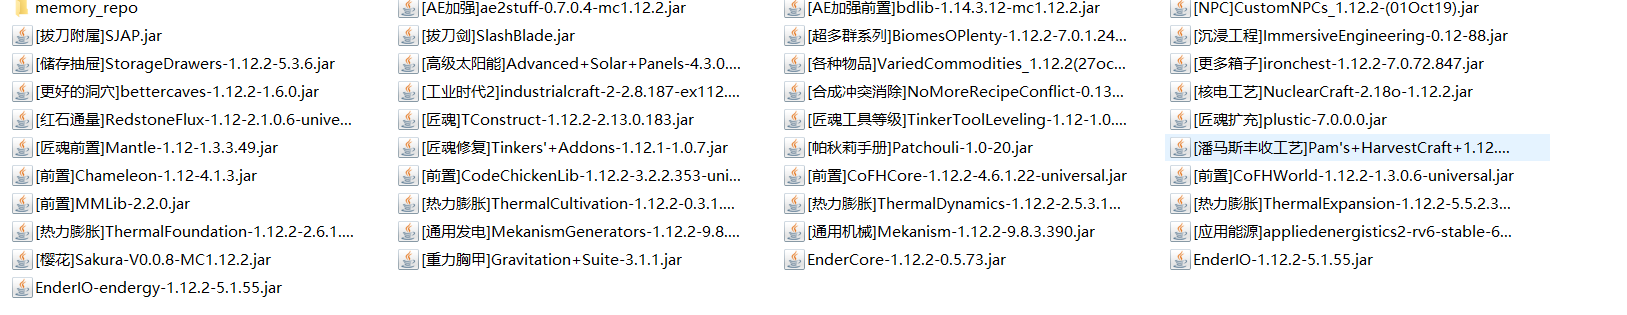 memory_repo
[AE加强]ae2stuff-0.7.0.4-mc1.12.2.jar
[AE加强前置]bdlib-1.14.3.12-mc1.12.2.jar
[NPC]CustomNPCs_1.12.2-(01Oct19).jar
[拔刀附属]SJAP.jar
[拔刀剑]SlashBlade.jar
[超多群系列]BiomesOPlenty-1.12.2-7.0.1.24...
[沉浸工程]ImmersiveEngineering-0.12-88.jar
[储存抽屉]StorageDrawers-1.12.2-5.3.6.jar
[高级太阳能]Advanced+Solar+Panels-4.3.0....
[各种物品]VariedCommodities_1.12.2(27oc...
[更多箱子]ironchest-1.12.2-7.0.72.847.jar
[更好的洞穴]bettercaves-1.12.2-1.6.0.jar
[工业时代2]industrialcraft-2-2.8.187-ex112....
[合成冲突消除]NoMoreRecipeConflict-0.13...
[核电工艺]NuclearCraft-2.18o-1.12.2.jar
[红石通量]RedstoneFlux-1.12-2.1.0.6-unive...
[匠魂]TConstruct-1.12.2-2.13.0.183.jar
[匠魂工具等级]TinkerToolLeveling-1.12-1.0....
[匠魂扩充]plustic-7.0.0.0.jar
[匠魂前置]Mantle-1.12-1.3.3.49.jar
[匠魂修复]Tinkers'+Addons-1.12.1-1.0.7.jar
[帕秋莉手册]Patchouli-1.0-20.jar
[潘马斯丰收工艺]Pam's+HarvestCraft+1.12....
[前置]Chameleon-1.12-4.1.3.jar
[前置]CodeChickenLib-1.12.2-3.2.2.353-uni...
[前置]CoFHCore-1.12.2-4.6.1.22-universal.jar
[前置]CoFHWorld-1.12.2-1.3.0.6-universal.jar
[前置]MMLib-2.2.0.jar
[热力膨胀]ThermalCultivation-1.12.2-0.3.1....
[热力膨胀]ThermalDynamics-1.12.2-2.5.3.1...
[热力膨胀]ThermalExpansion-1.12.2-5.5.2.3...
[热力膨胀]ThermalFoundation-1.12.2-2.6.1....
[通用发电]MekanismGenerators-1.12.2-9.8....
[通用机械]Mekanism-1.12.2-9.8.3.390.jar
[应用能源]appliedenergistics2-rv6-stable-6...
[樱花]Sakura-V0.0.8-MC1.12.2.jar
[重力胸甲]Gravitation+Suite-3.1.1.jar
EnderCore-1.12.2-0.5.73.jar
EnderIO-1.12.2-5.1.55.jar
EnderIO-endergy-1.12.2-5.1.55.jar